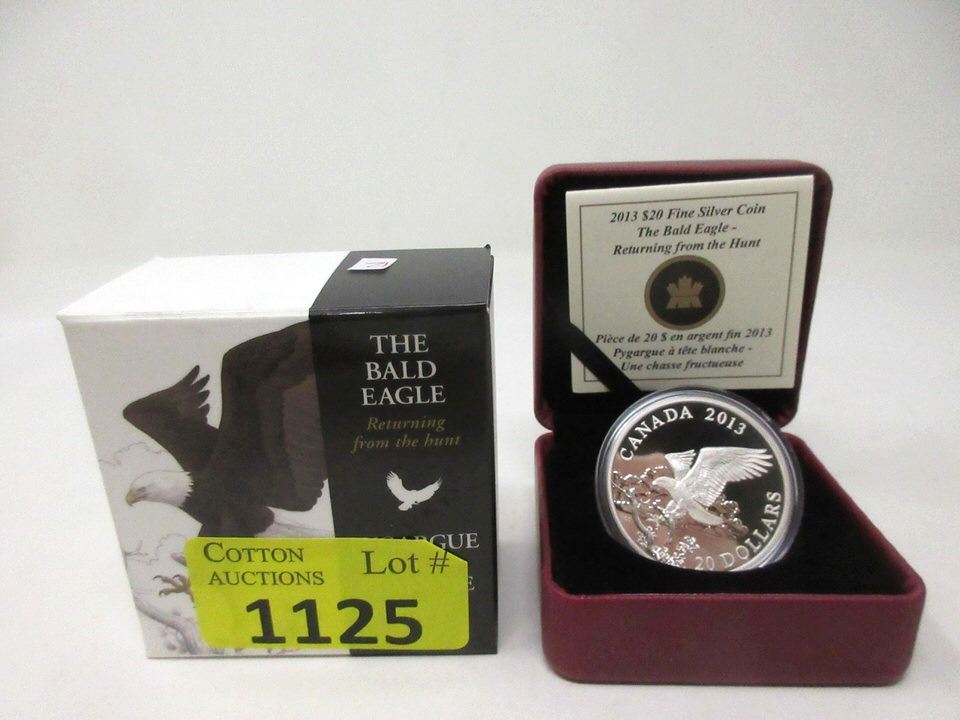 THE
BALD
EAGLE
Returning
from the hunt
COTTON
AUCTIONS
Lot #
1125
2013 $20 Fine Silver Coin
The Bald Eagle -
Returning from the Hunt
Pièce de 20 $ en argent fin 2013
Pygargue à tête blanche -
Une chasse fructueuse
CANADA 2013
20 DOLLARS